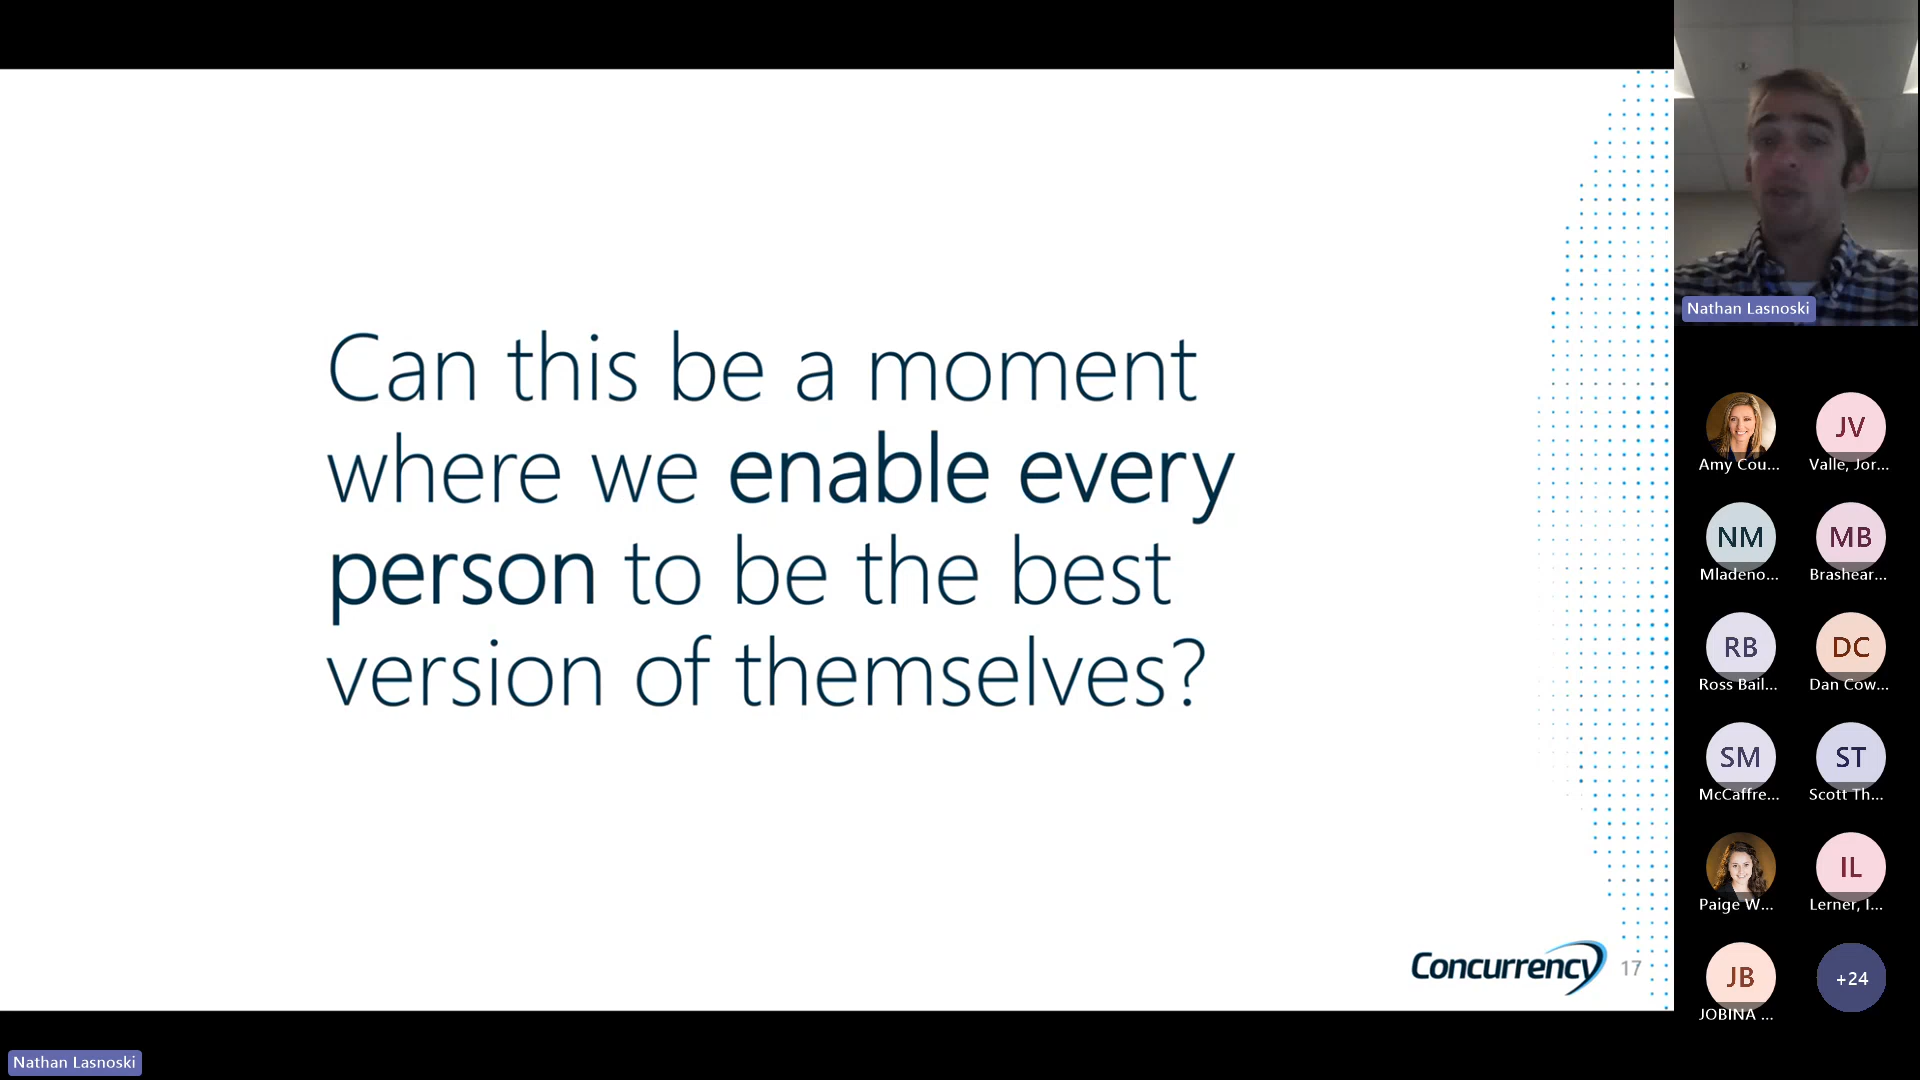 Can this be a moment
where we enable every
person to be the best
version of themselves?
Concurrency
17
Nathan Lasnoski
Nathan Lasnoski
Amy Cou...
JV
Valle, Jor...
NM
Mladeno...
MB
Brashear...
RB
Ross Bail...
DC
Dan Cow...
SM
McCaffre...
ST
Scott Th...
Paige W...
IL
Lerner, I...
JB
JOBINA ...
+24